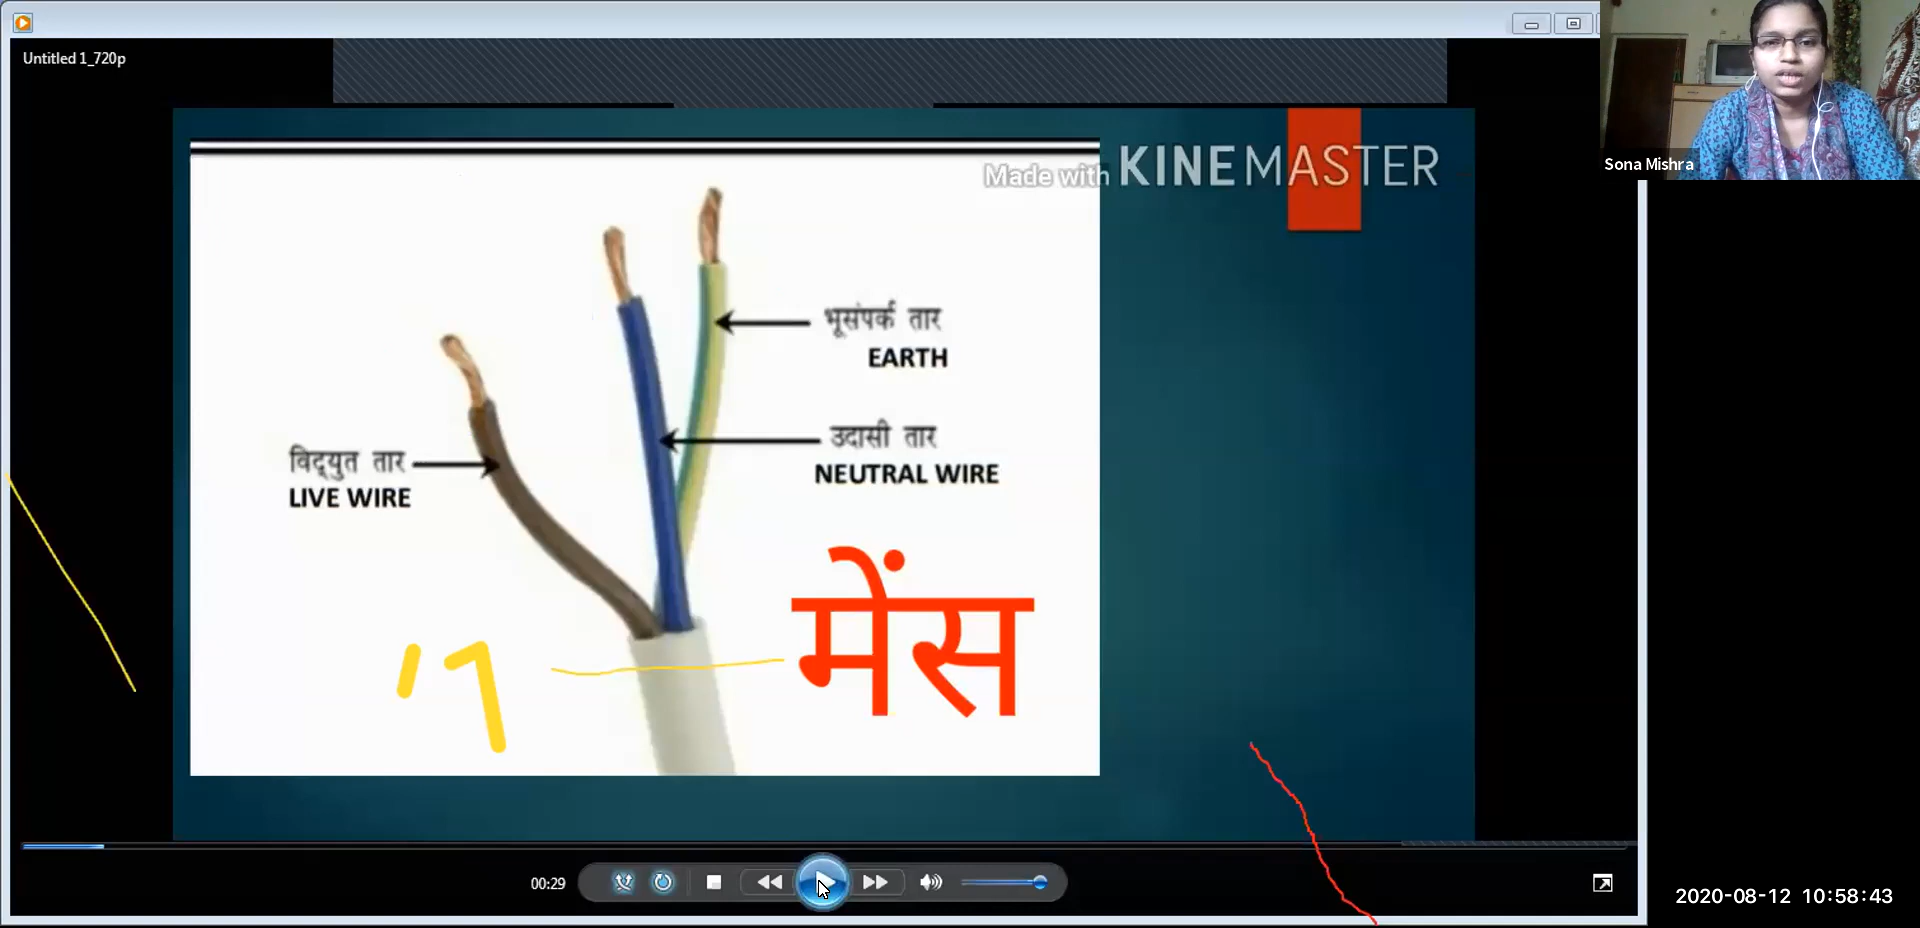 Untitled 1_720p
Made with KINEMASTER
Sona Mishra
भूसंपर्क तार
EARTH
उदासी तार
NEUTRAL WIRE
विद्युत तार
LIVE WIRE
मेंस
00:29
2020-08-12 10:58:43